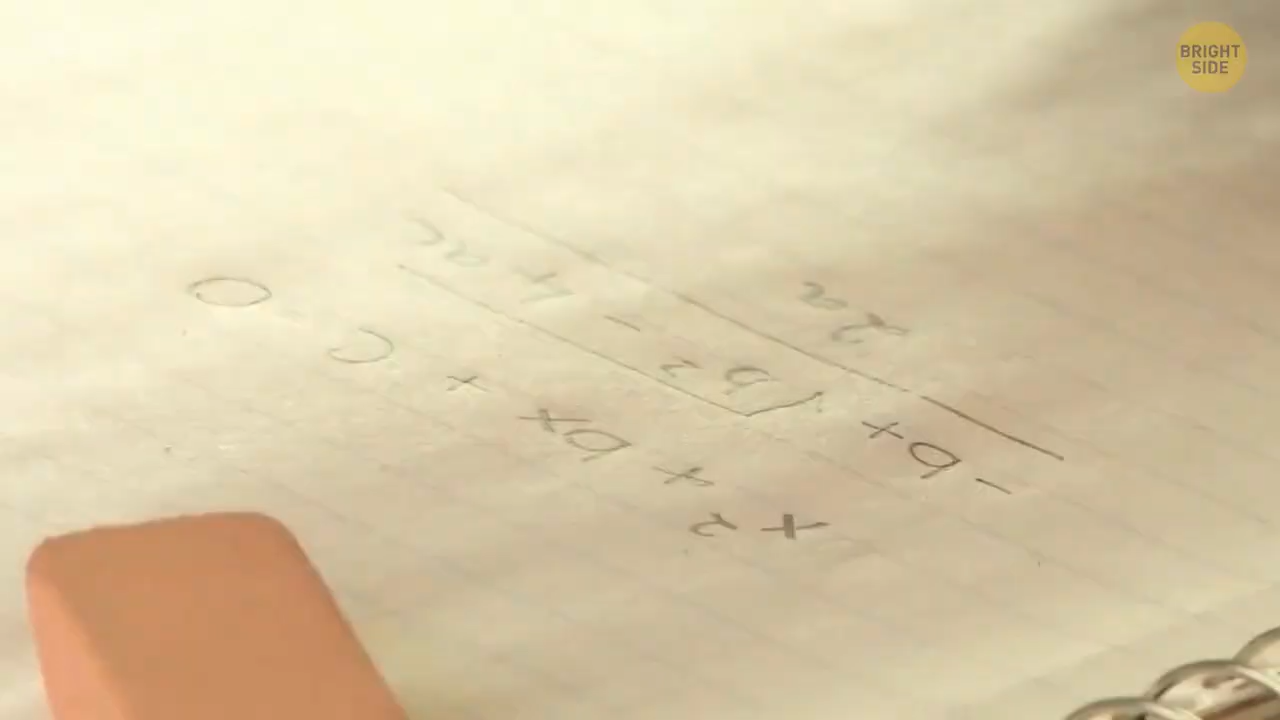 BRIGHT
SIDE
x² + bx + c 0
-b + √b² - 4ac
2a